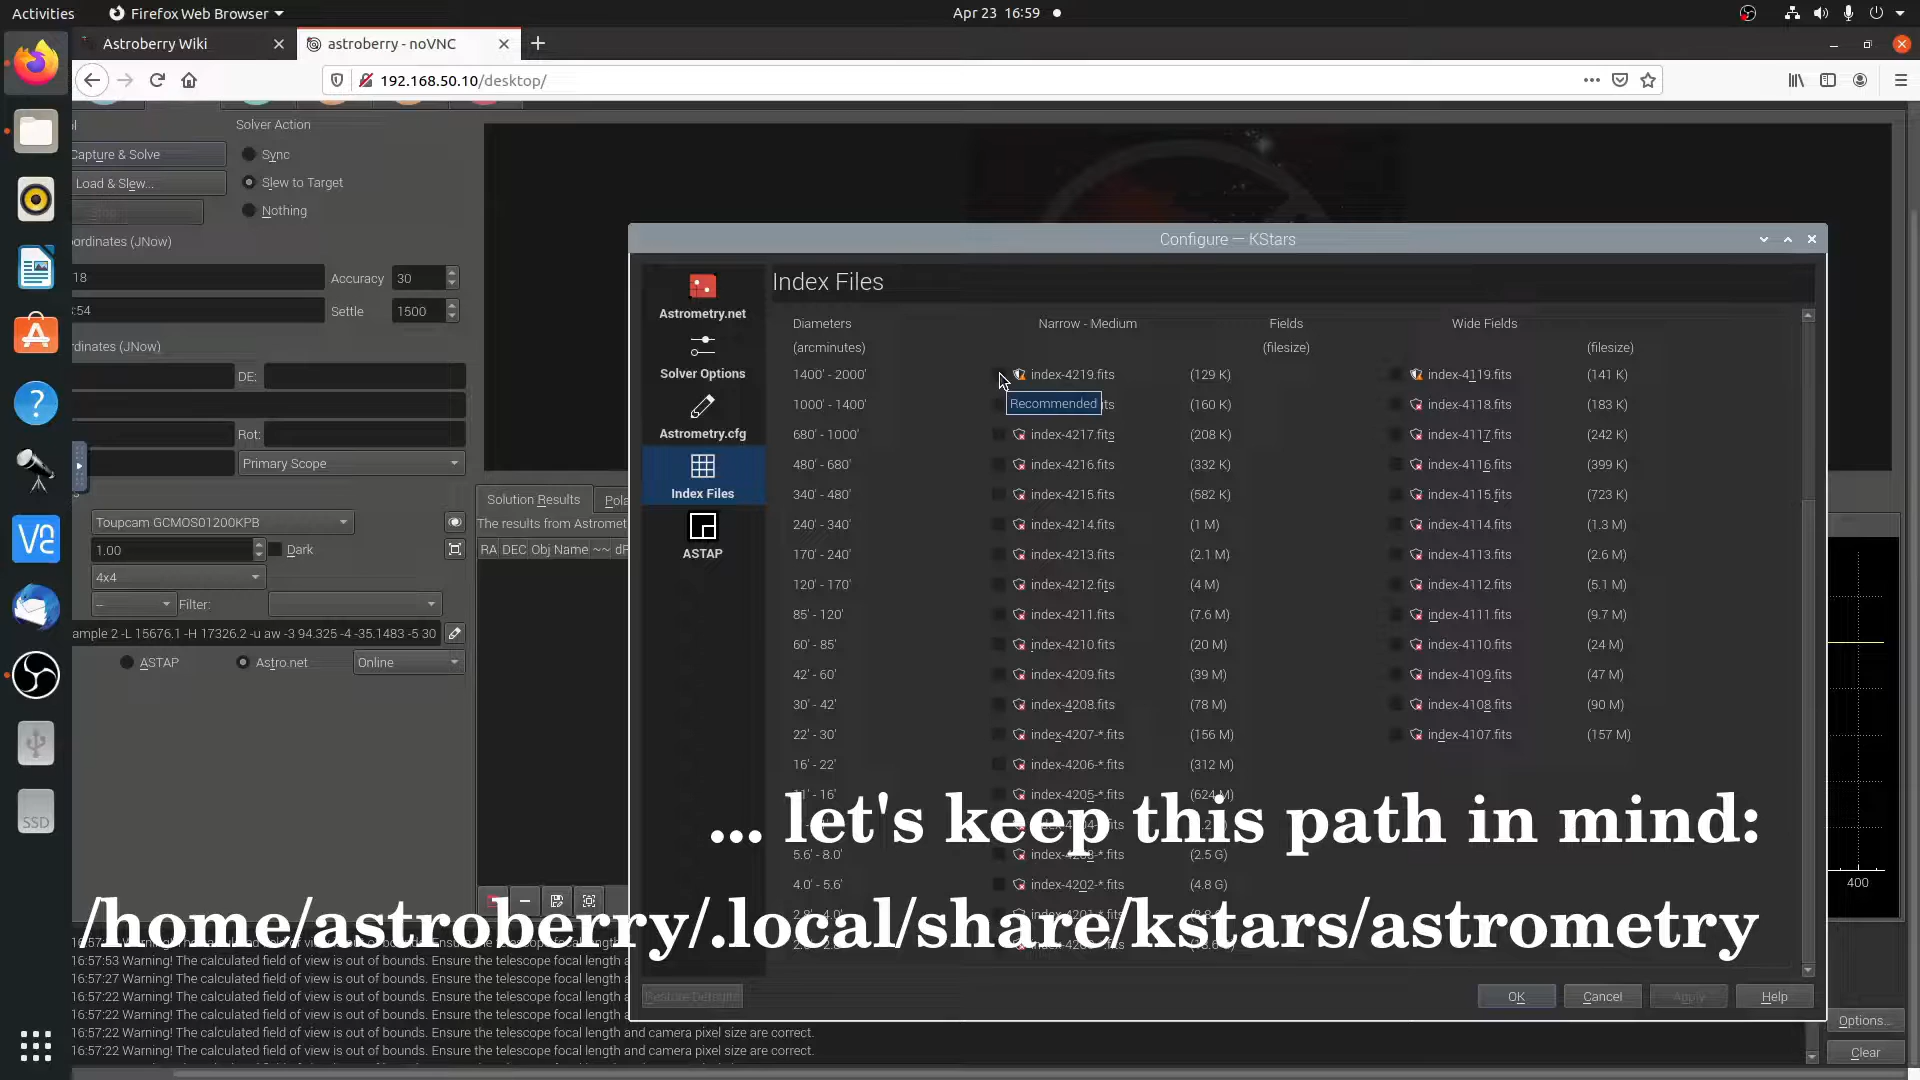 Activities
Firefox Web Browser
Apr 23 16:59
Astroberry Wiki
astroberry - noVNC
192.168.50.10/desktop/
Solver Action
Capture & Solve
Sync
Load & Slew...
Slew to Target
Stop
Nothing
oordinates (JNow)
18
Accuracy
30
:54
Settle
1500
rdinates (JNow)
DE:
Rot:
Primary Scope
Toupcam GCMOS01200KPB
1.00
Dark
4x4
--
Filter:
ample 2 -L 15676.1 -H 17326.2 -u aw -3 94.325 -4 -35.1483 -5 30
ASTAP
Astro.net
Online
Solution Results
Pola
The results from Astromet
RA DEC Obj Name ~~ dF
Configure — KStars
Astrometry.net
Solver Options
Astrometry.cfg
Index Files
ASTAP
Index Files
Diameters
Narrow - Medium
Fields
Wide Fields
(arcminutes)
(filesize)
(filesize)
1400' - 2000' index-4219.fits (129 K) index-4119.fits (141 K)
1000' - 1400' Recommended its (160 K) index-4118.fits (183 K)
680' - 1000' index-4217.fits (208 K) index-4117.fits (242 K)
480' - 680' index-4216.fits (332 K) index-4116.fits (399 K)
340' - 480' index-4215.fits (582 K) index-4115.fits (723 K)
240' - 340' index-4214.fits (1 M) index-4114.fits (1.3 M)
170' - 240' index-4213.fits (2.1 M) index-4113.fits (2.6 M)
120' - 170' index-4212.fits (4 M) index-4112.fits (5.1 M)
85' - 120' index-4211.fits (7.6 M) index-4111.fits (9.7 M)
60' - 85' index-4210.fits (20 M) index-4110.fits (24 M)
42' - 60' index-4209.fits (39 M) index-4109.fits (47 M)
30' - 42' index-4208.fits (78 M) index-4108.fits (90 M)
22' - 30' index-4207-*.fits (156 M) index-4107.fits (157 M)
16' - 22' index-4206-*.fits (312 M)
11' - 16' index-4205-*.fits (624 M)
... let's keep this path in mind:
5.6' - 8.0' index-4203-*.fits (2.5 G)
4.0' - 5.6' index-4202-*.fits (4.8 G)
/home/astroberry/.local/share/kstars/astrometry
400
SSD
16:57:53 Warning! The calculated field of view is out of bounds. Ensure the telescope focal length a
16:57:27 Warning! The calculated field of view is out of bounds. Ensure the telescope focal length a
16:57:22 Warning! The calculated field of view is out of bounds. Ensure the telescope focal length a
16:57:22 Warning! The calculated field of view is out of bounds. Ensure the telescope focal length a
16:57:22 Warning! The calculated field of view is out of bounds. Ensure the telescope focal length and camera pixel size are correct.
16:57:22 Warning! The calculated field of view is out of bounds. Ensure the telescope focal length and camera pixel size are correct.
Restore Defaults
OK
Cancel
Apply
Help
Options...
Clear